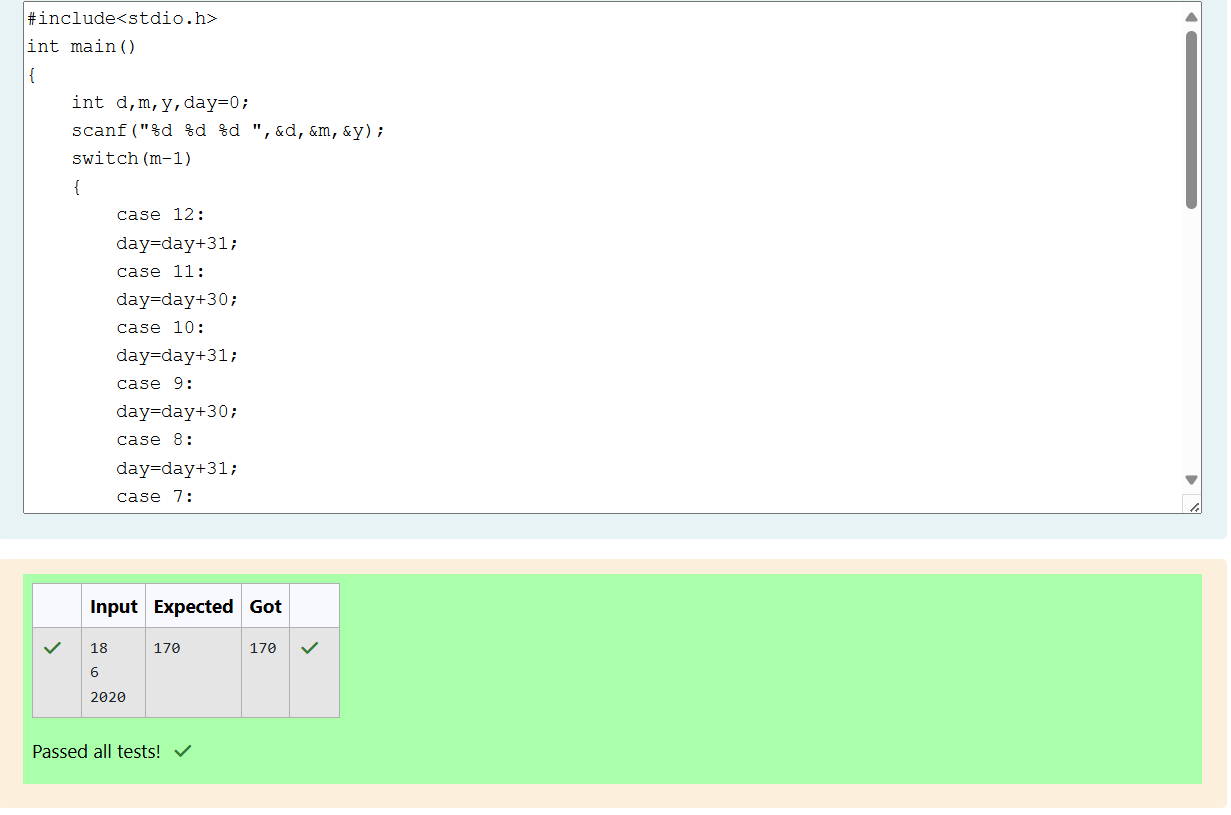 #include<stdio.h>
int main()
{
    int d,m,y,day=0;
    scanf("%d %d %d ",&d,&m,&y);
    switch(m-1)
    {
        case 12:
        day=day+31;
        case 11:
        day=day+30;
        case 10:
        day=day+31;
        case 9:
        day=day+30;
        case 8:
        day=day+31;
        case 7:
Input Expected Got
18 170 170
6
2020
Passed all tests!